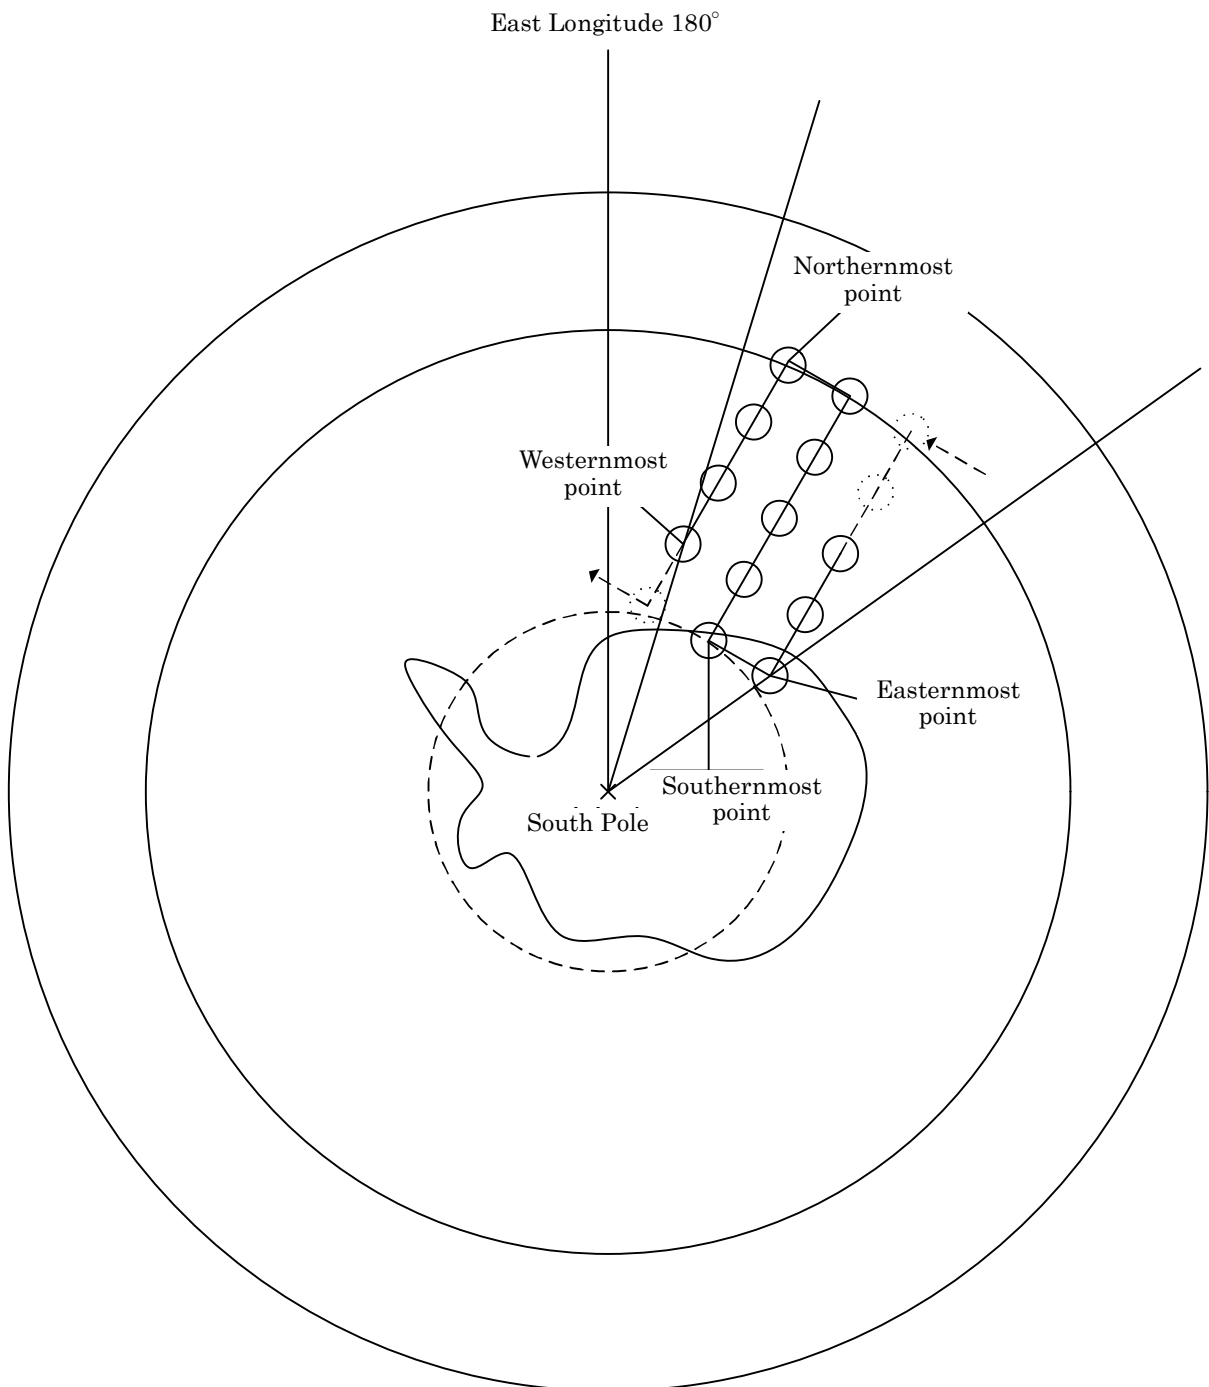 East Longitude 180°
Northernmost
point
Westernmost
point
Easternmost
point
Southernmost
point
South Pole